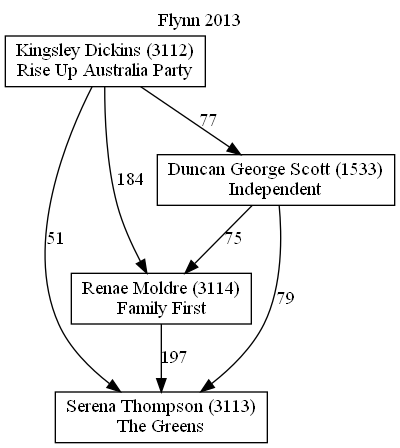 Flynn 2013
Kingsley Dickins (3112)
Rise Up Australia Party
77
Duncan George Scott (1533)
Independent
184
51
75
Renae Moldre (3114)
Family First
79
197
Serena Thompson (3113)
The Greens